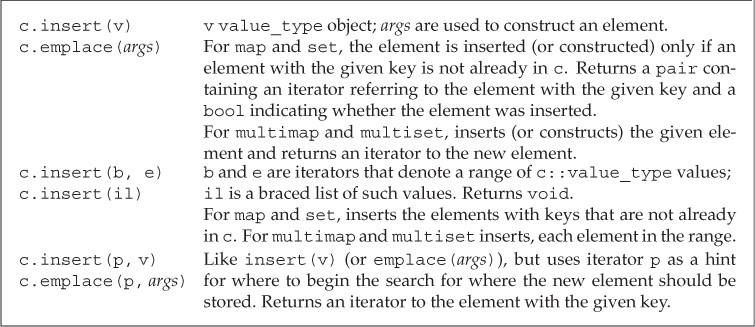 c.insert(v) v value_type object; args are used to construct an element.
c.emplace(args) For map and set, the element is inserted (or constructed) only if an
element with the given key is not already in c. Returns a pair con-
taining an iterator referring to the element with the given key and a
bool indicating whether the element was inserted.
For multimap and multiset, inserts (or constructs) the given ele-
ment and returns an iterator to the new element.
c.insert(b, e) b and e are iterators that denote a range of c::value_type values;
c.insert(il) il is a braced list of such values. Returns void.
For map and set, inserts the elements with keys that are not already
in c. For multimap and multiset inserts, each element in the range.
c.insert(p, v) Like insert(v) (or emplace(args)), but uses iterator p as a hint
c.emplace(p, args) for where to begin the search for where the new element should be
stored. Returns an iterator to the element with the given key.